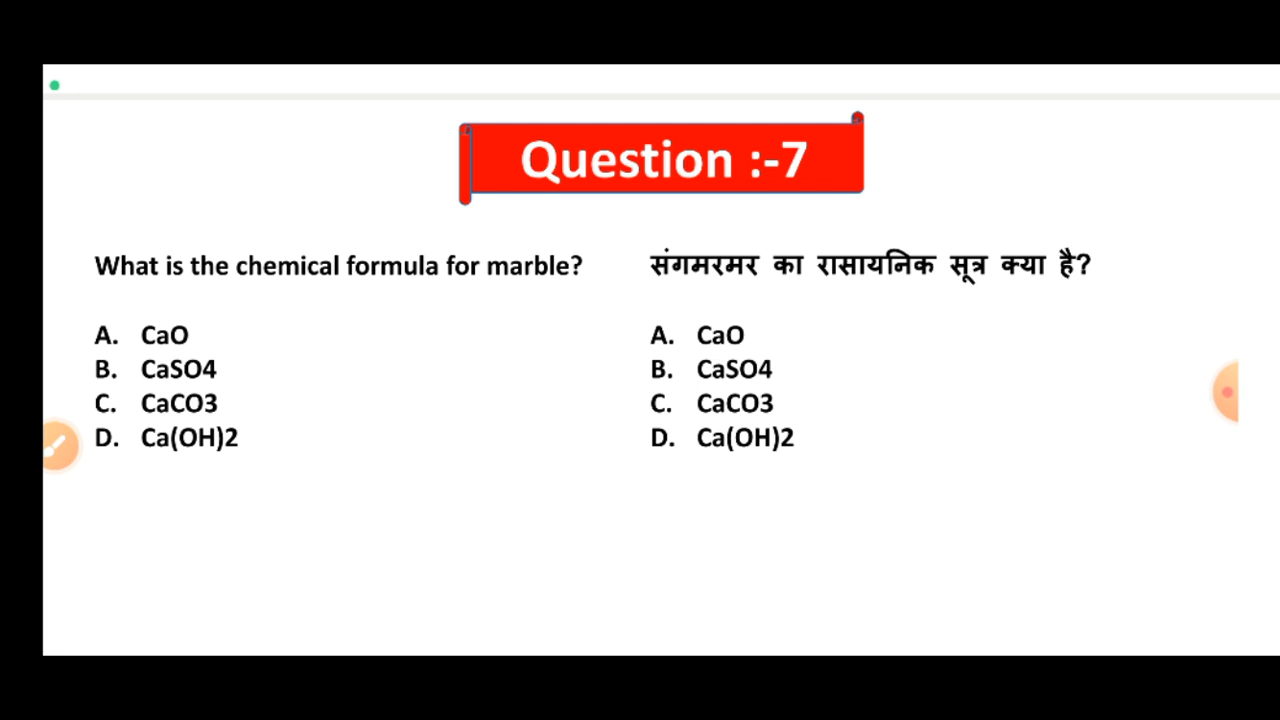 Question :-7
What is the chemical formula for marble?
A. CaO
B. CaSO4
C. CaCO3
D. Ca(OH)2
संगमरमर का रासायनिक सूत्र क्या है?
A. CaO
B. CaSO4
C. CaCO3
D. Ca(OH)2